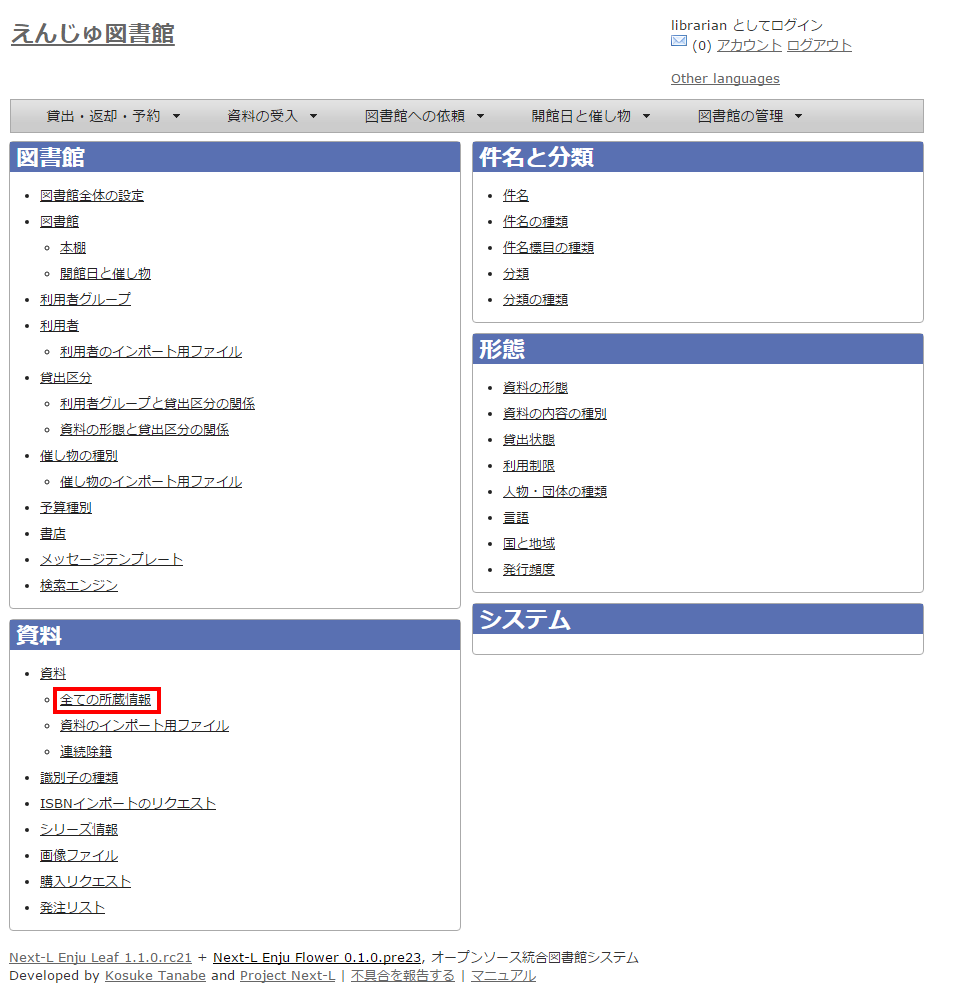 えんじゅ図書館
librarian としてログイン
(0) アカウント ログアウト
Other languages
貸出・返却・予約 ▼ 資料の受入 ▼ 図書館への依頼 ▼ 開館日と催し物 ▼ 図書館の管理 ▼
図書館
図書館全体の設定
図書館
本棚
開館日と催し物
利用者グループ
利用者
利用者のインポート用ファイル
貸出区分
利用者グループと貸出区分の関係
資料の形態と貸出区分の関係
催し物の種別
催し物のインポート用ファイル
予算種別
書店
メッセージテンプレート
検索エンジン
資料
資料
全ての所蔵情報
資料のインポート用ファイル
連続除籍
識別子の種類
ISBNインポートのリクエスト
シリーズ情報
画像ファイル
購入リクエスト
発注リスト
件名と分類
件名
件名の種類
件名標目の種類
分類
分類の種類
形態
資料の形態
資料の内容の種別
貸出状態
利用制限
人物・団体の種類
言語
国と地域
発行頻度
システム
Next-L Enju Leaf 1.1.0.rc21 + Next-L Enju Flower 0.1.0.pre23, オープンソース統合図書館システム
Developed by Kosuke Tanabe and Project Next-L | 不具合を報告する | マニュアル